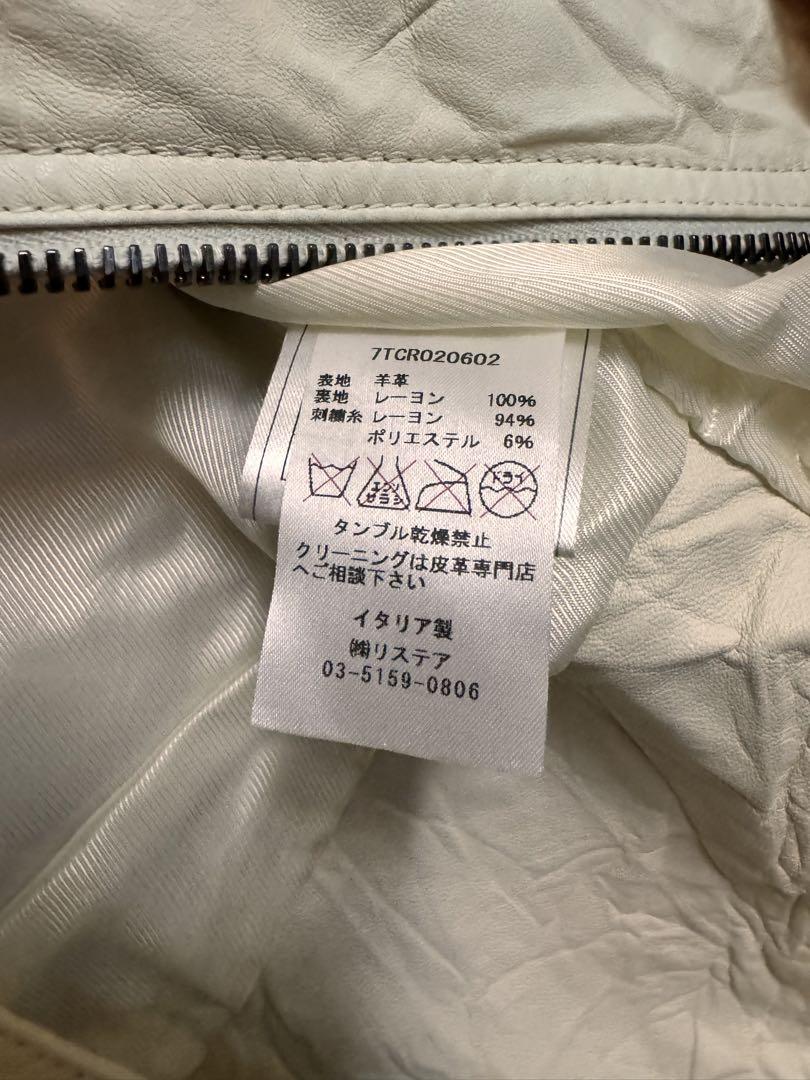 7TCR020602
表地 羊革
裏地 レーヨン 100%
刺繍糸 レーヨン 94%
ポリエステル 6%
エンソ サラシ ドライ
タンブル乾燥禁止
クリーニングは皮革専門店
へご相談下さい
イタリア製
㈱リステア
03-5159-0806